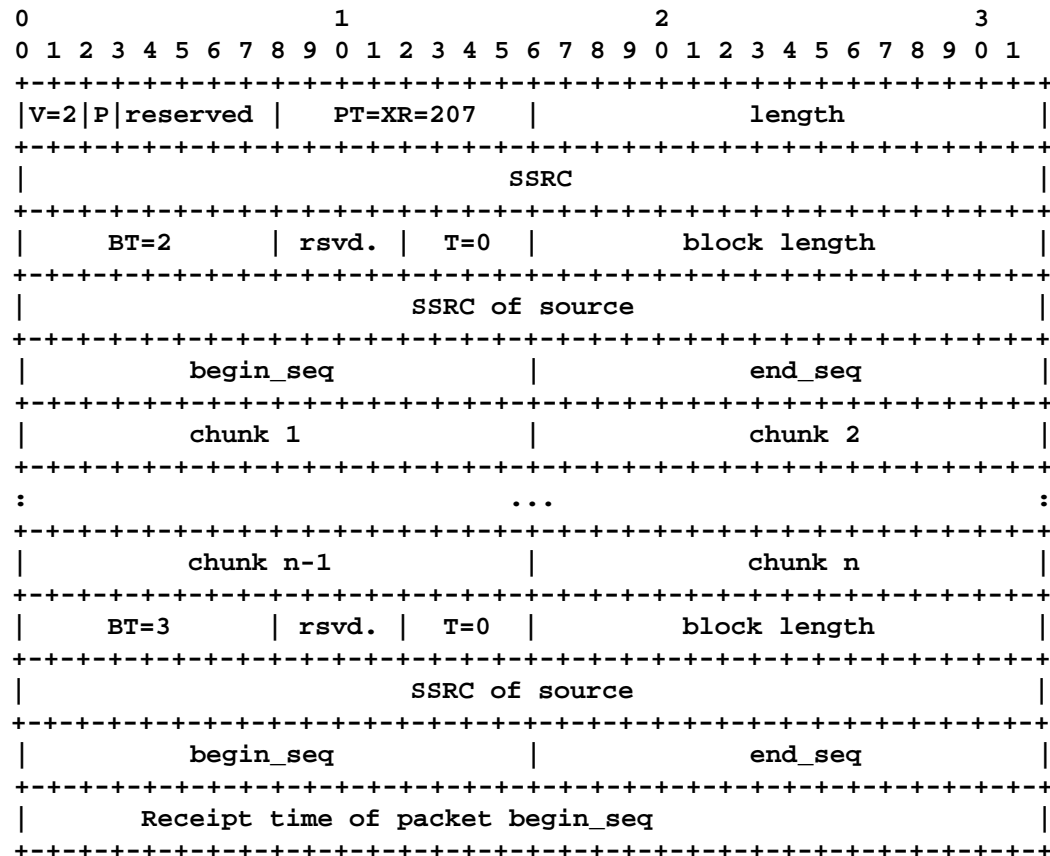 0                   1                   2                   3
0 1 2 3 4 5 6 7 8 9 0 1 2 3 4 5 6 7 8 9 0 1 2 3 4 5 6 7 8 9 0 1
+-+-+-+-+-+-+-+-+-+-+-+-+-+-+-+-+-+-+-+-+-+-+-+-+-+-+-+-+-+-+-+-+
|V=2|P|reserved |   PT=XR=207   |             length            |
+-+-+-+-+-+-+-+-+-+-+-+-+-+-+-+-+-+-+-+-+-+-+-+-+-+-+-+-+-+-+-+-+
|                              SSRC                             |
+-+-+-+-+-+-+-+-+-+-+-+-+-+-+-+-+-+-+-+-+-+-+-+-+-+-+-+-+-+-+-+-+
|     BT=2      | rsvd. |  T=0  |         block length          |
+-+-+-+-+-+-+-+-+-+-+-+-+-+-+-+-+-+-+-+-+-+-+-+-+-+-+-+-+-+-+-+-+
|                        SSRC of source                         |
+-+-+-+-+-+-+-+-+-+-+-+-+-+-+-+-+-+-+-+-+-+-+-+-+-+-+-+-+-+-+-+-+
|          begin_seq            |             end_seq           |
+-+-+-+-+-+-+-+-+-+-+-+-+-+-+-+-+-+-+-+-+-+-+-+-+-+-+-+-+-+-+-+-+
|          chunk 1              |             chunk 2           |
+-+-+-+-+-+-+-+-+-+-+-+-+-+-+-+-+-+-+-+-+-+-+-+-+-+-+-+-+-+-+-+-+
:                              ...                              :
+-+-+-+-+-+-+-+-+-+-+-+-+-+-+-+-+-+-+-+-+-+-+-+-+-+-+-+-+-+-+-+-+
|          chunk n-1            |             chunk n           |
+-+-+-+-+-+-+-+-+-+-+-+-+-+-+-+-+-+-+-+-+-+-+-+-+-+-+-+-+-+-+-+-+
|     BT=3      | rsvd. |  T=0  |         block length          |
+-+-+-+-+-+-+-+-+-+-+-+-+-+-+-+-+-+-+-+-+-+-+-+-+-+-+-+-+-+-+-+-+
|                        SSRC of source                         |
+-+-+-+-+-+-+-+-+-+-+-+-+-+-+-+-+-+-+-+-+-+-+-+-+-+-+-+-+-+-+-+-+
|          begin_seq            |             end_seq           |
+-+-+-+-+-+-+-+-+-+-+-+-+-+-+-+-+-+-+-+-+-+-+-+-+-+-+-+-+-+-+-+-+
|       Receipt time of packet begin_seq                        |
+-+-+-+-+-+-+-+-+-+-+-+-+-+-+-+-+-+-+-+-+-+-+-+-+-+-+-+-+-+-+-+-+